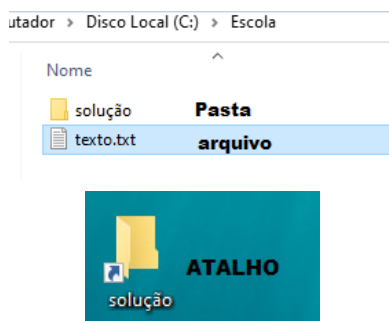 utador > Disco Local (C:) > Escola
Nome
solução Pasta
texto.txt arquivo
ATALHO
solução